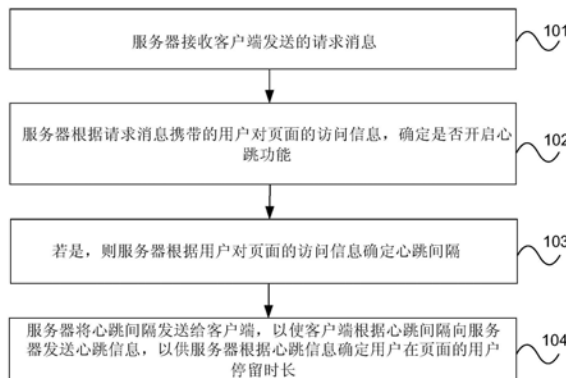 服务器接收客户端发送的请求消息
101
服务器根据请求消息携带的用户对页面的访问信息，确定是否开启心
跳功能
102
若是，则服务器根据用户对页面的访问信息确定心跳间隔
103
服务器将心跳间隔发送给客户端，以使客户端根据心跳间隔向服务
器发送心跳信息，以供服务器根据心跳信息确定用户在页面的用户
停留时长
104